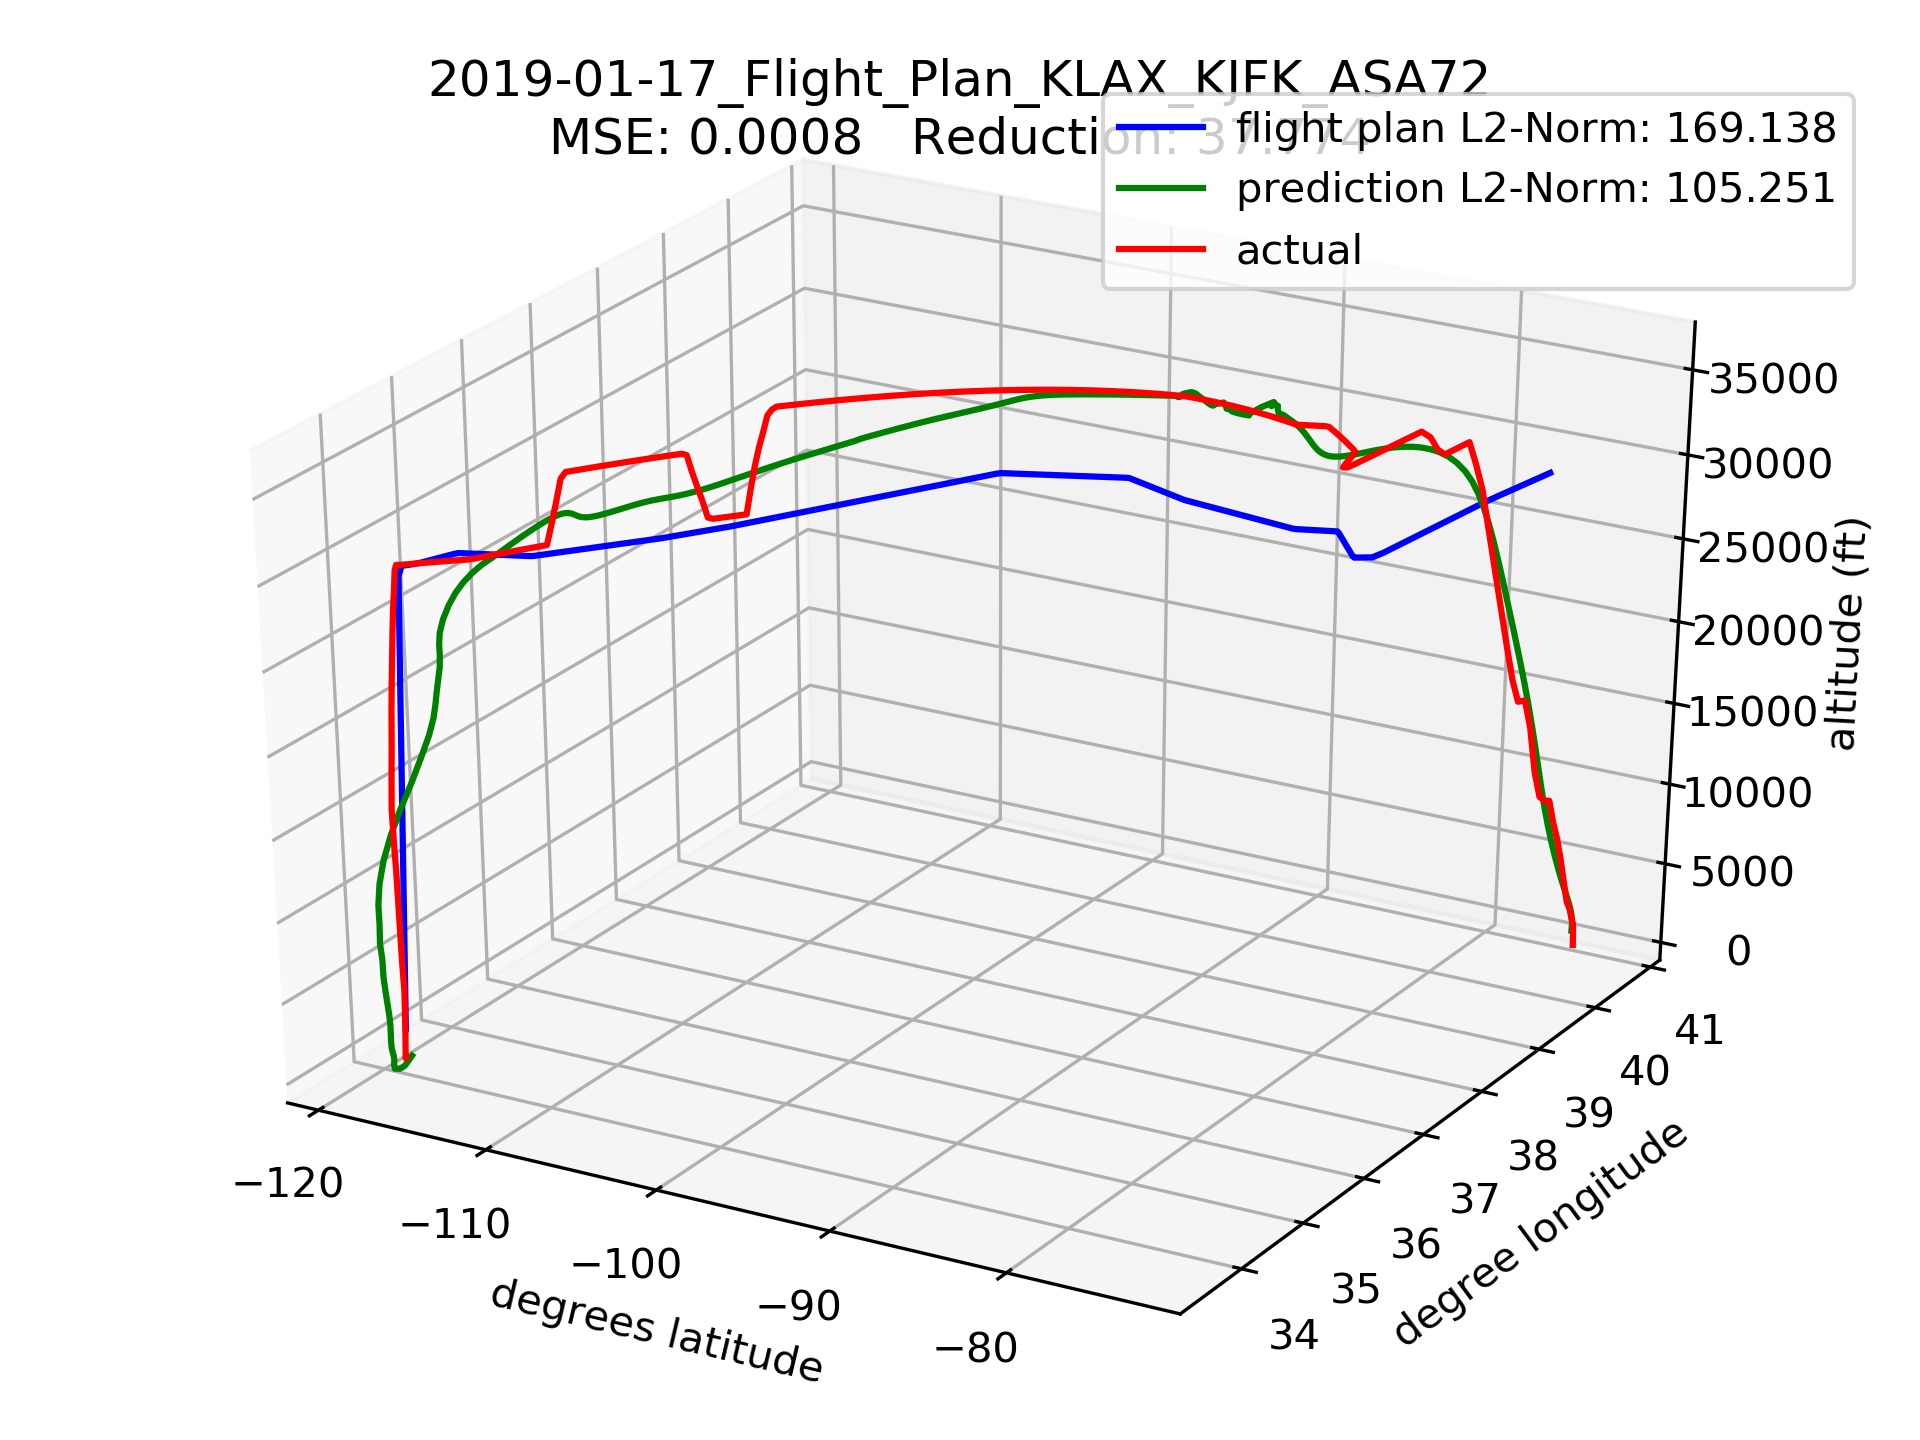 2019-01-17_Flight_Plan_KLAX_KJFK_ASA72
MSE: 0.0008   Reduction: 37.774
flight plan L2-Norm: 169.138
prediction L2-Norm: 105.251
actual
35000
30000
25000
20000
15000
10000
5000
0
altitude (ft)
41
40
39
38
37
36
35
34
degree longitude
−120
−110
−100
−90
−80
degrees latitude